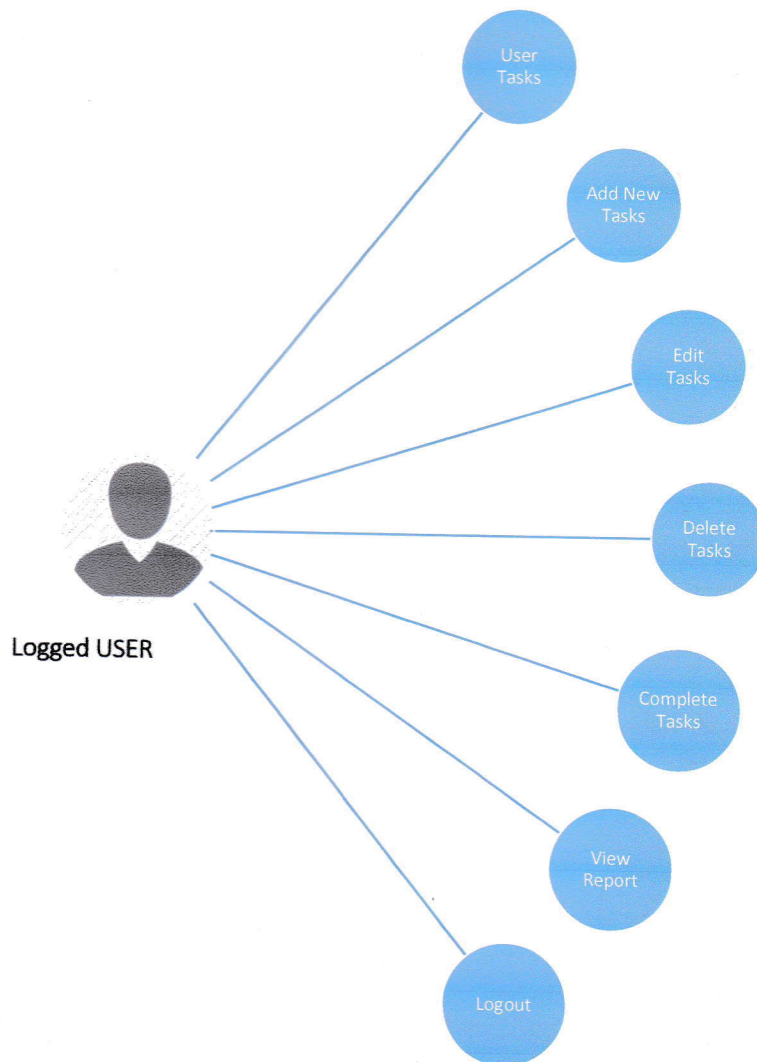 User
Tasks
Add New
Tasks
Edit
Tasks
Delete
Tasks
Logged USER
Complete
Tasks
View
Report
Logout